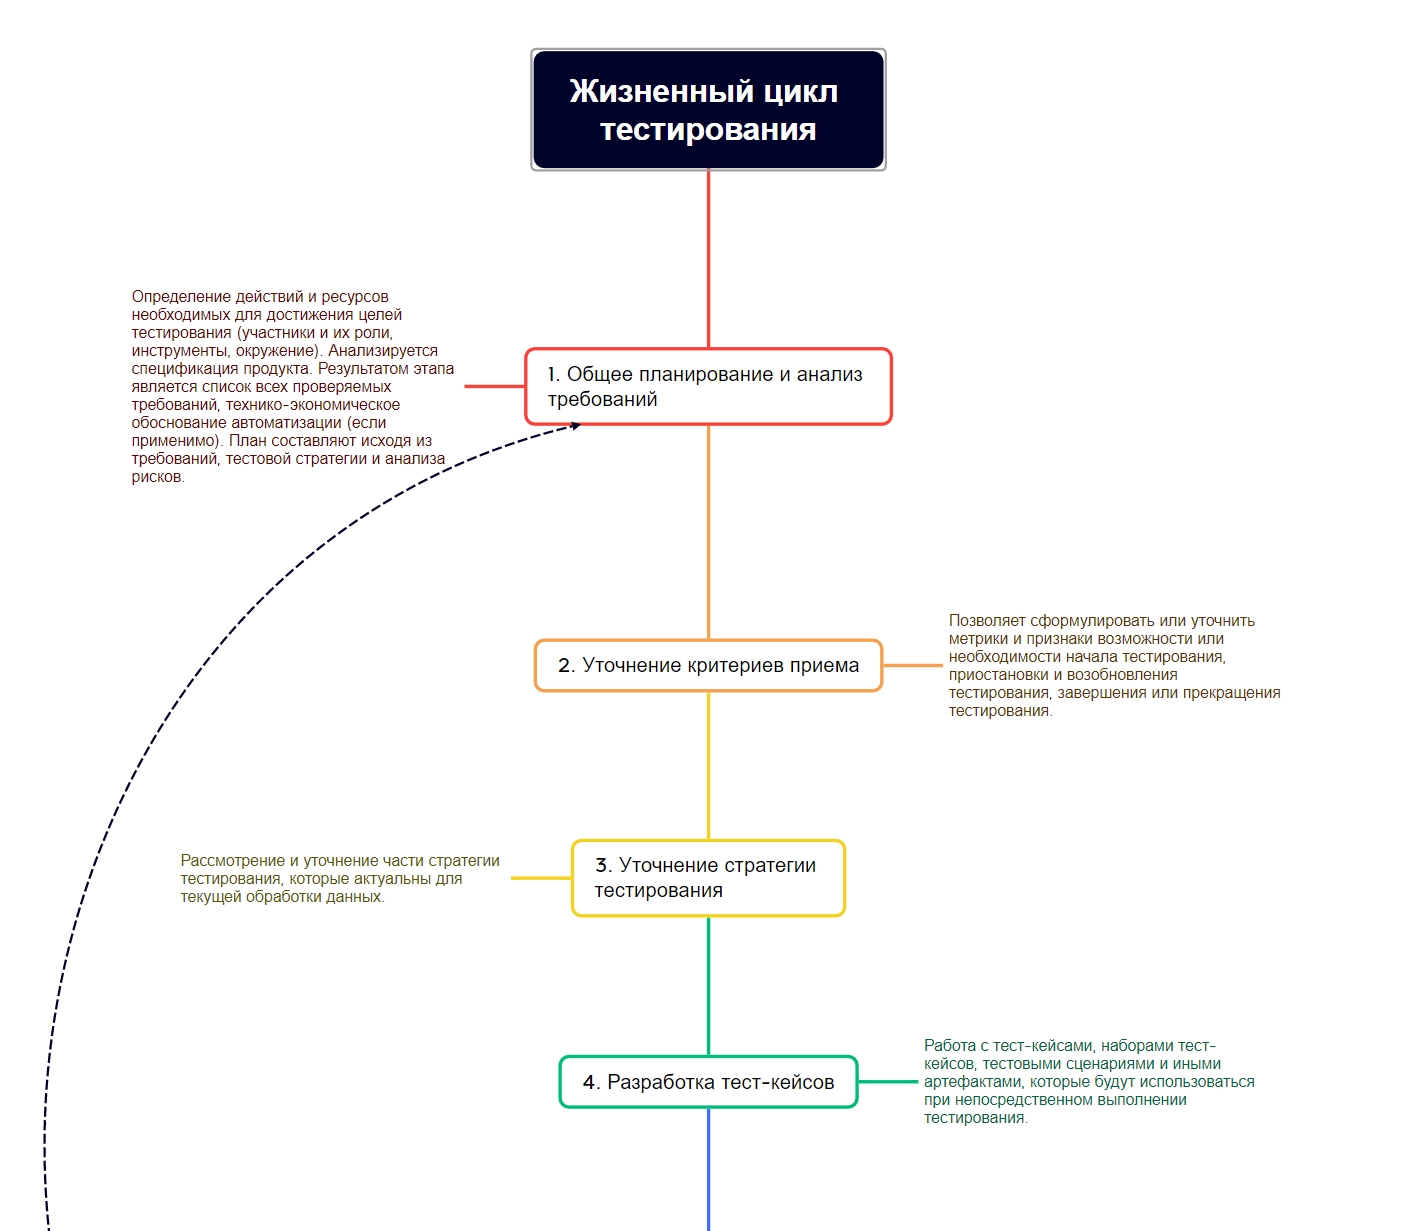 Жизненный цикл
тестирования
Определение действий и ресурсов
необходимых для достижения целей
тестирования (участники и их роли,
инструменты, окружение). Анализируется
спецификация продукта. Результатом этапа
является список всех проверяемых
требований, технико-экономическое
обоснование автоматизации (если
применимо). План составляют исходя из
требований, тестовой стратегии и анализа
рисков.
1. Общее планирование и анализ
требований
2. Уточнение критериев приема
Позволяет сформулировать или уточнить
метрики и признаки возможности или
необходимости начала тестирования,
приостановки и возобновления
тестирования, завершения или прекращения
тестирования.
Рассмотрение и уточнение части стратегии
тестирования, которые актуальны для
текущей обработки данных.
3. Уточнение стратегии
тестирования
4. Разработка тест-кейсов
Работа с тест-кейсами, наборами тест-
кейсов, тестовыми сценариями и иными
артефактами, которые будут использоваться
при непосредственном выполнении
тестирования.